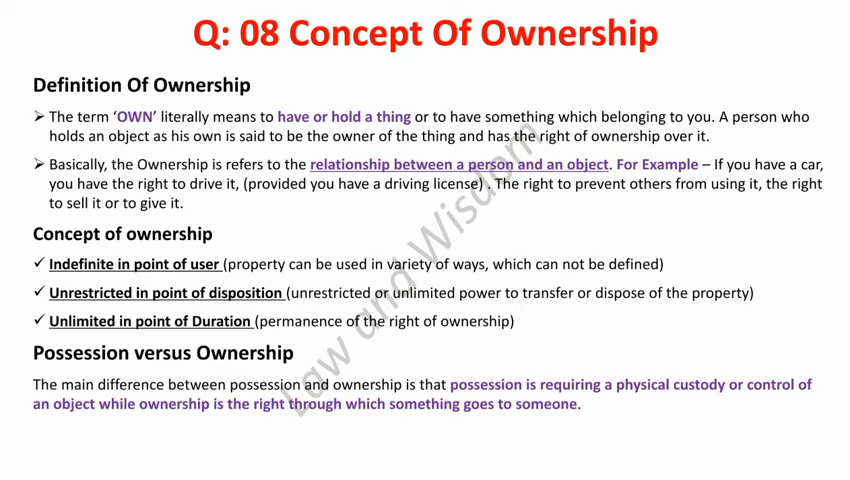 Q: 08 Concept Of Ownership
Definition Of Ownership
➢ The term ‘OWN’ literally means to have or hold a thing or to have something which belonging to you. A person who
holds an object as his own is said to be the owner of the thing and has the right of ownership over it.
➢ Basically, the Ownership is refers to the relationship between a person and an object. For Example – If you have a car,
you have the right to drive it, (provided you have a driving license) . The right to prevent others from using it, the right
to sell it or to give it.
Concept of ownership
✓ Indefinite in point of user (property can be used in variety of ways, which can not be defined)
✓ Unrestricted in point of disposition (unrestricted or unlimited power to transfer or dispose of the property)
✓ Unlimited in point of Duration (permanence of the right of ownership)
Possession versus Ownership
The main difference between possession and ownership is that possession is requiring a physical custody or control of
an object while ownership is the right through which something goes to someone.
Law and Wisdom